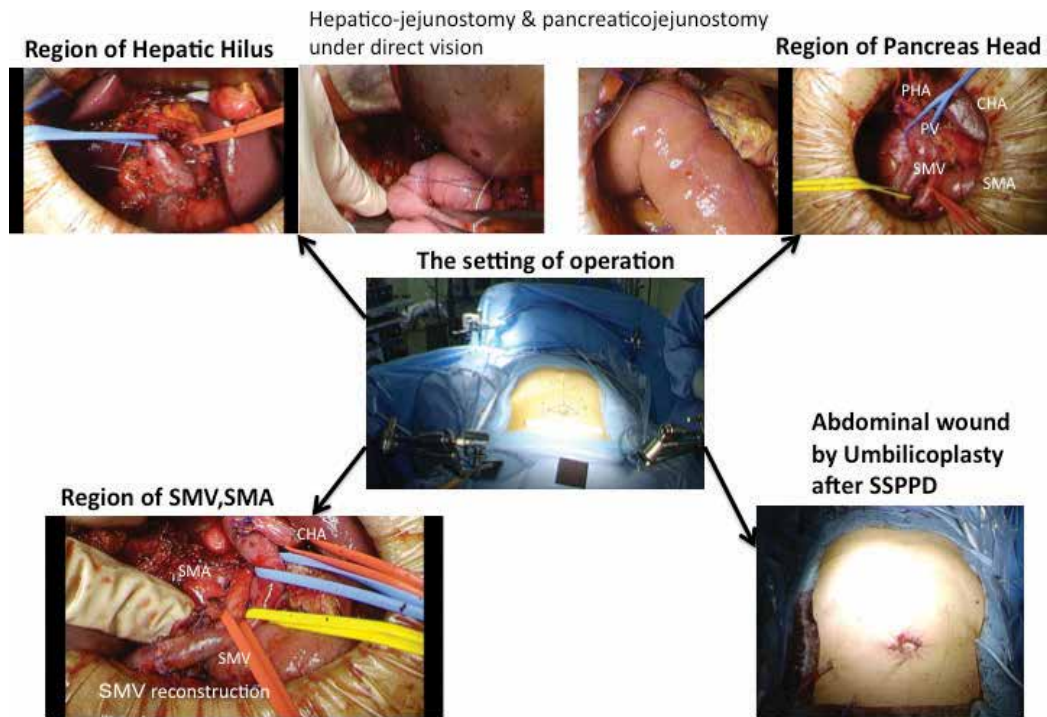 Hepatico-jejunostomy & pancreaticojejunostomy
under direct vision
Region of Hepatic Hilus
Region of Pancreas Head
PHA
CHA
PV
SMV
SMA
The setting of operation
Abdominal wound
by Umbilicoplasty
after SSPPD
Region of SMV,SMA
CHA
SMA
SMV
SMV reconstruction